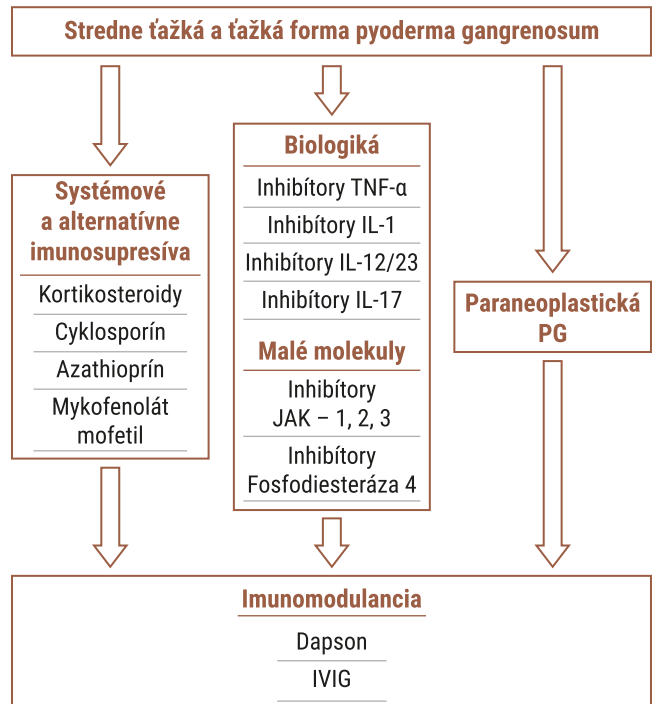 Stredne ťažká a ťažká forma pyoderma gangrenosum
Systémové
a alternatívne
imunosupresíva
Kortikosteroidy
Cyklosporín
Azathioprín
Mykofenolát
mofetil
Biologiká
Inhibítory TNF-α
Inhibítory IL-1
Inhibítory IL-12/23
Inhibítory IL-17
Malé molekuly
Inhibítory
JAK – 1, 2, 3
Inhibítory
Fosfodiesteráza 4
Paraneoplastická
PG
Imunomodulancia
Dapson
IVIG